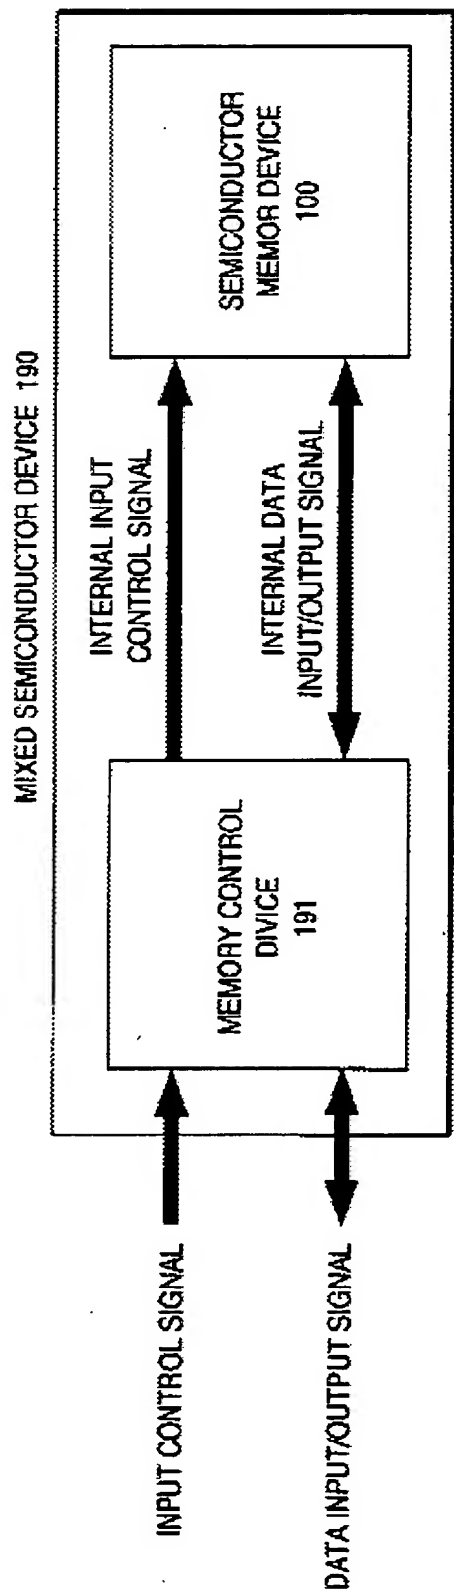 MIXED SEMICONDUCTOR DEVICE 190
INPUT CONTROL SIGNAL
DATA INPUT/OUTPUT SIGNAL
MEMORY CONTROL
DIVICE
191
INTERNAL INPUT
CONTROL SIGNAL
INTERNAL DATA
INPUT/OUTPUT SIGNAL
SEMICONDUCTOR
MEMOR DEVICE
100